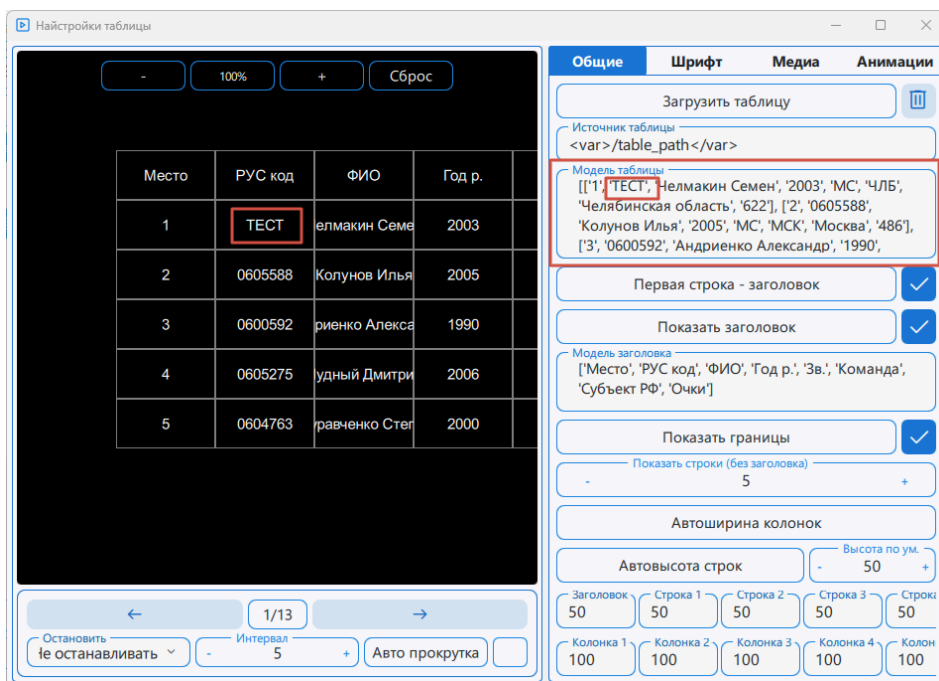 Найстройки таблицы
- 100% + Сброс
Место РУС код ФИО Год р.
1 ТЕСТ елмакин Семе 2003
2 0605588 Колунов Илья 2005
3 0600592 риенко Алекса 1990
4 0605275 удный Дмитри 2006
5 0604763 равченко Степ 2000
← 1/13 →
Остановить
Не останавливать
Интервал
- 5 +
Авто прокрутка
Общие Шрифт Медиа Анимации
Загрузить таблицу
Источник таблицы
<var>/table_path</var>
Модель таблицы
[['1', 'ТЕСТ', 'Челмакин Семен', '2003', 'МС', 'ЧЛБ',
'Челябинская область', '622'], ['2', '0605588',
'Колунов Илья', '2005', 'МС', 'МСК', 'Москва', '486'],
['3', '0600592', 'Андриенко Александр', '1990',
Первая строка - заголовок
Показать заголовок
Модель заголовка
['Место', 'РУС код', 'ФИО', 'Год р.', 'Зв.', 'Команда',
'Субъект РФ', 'Очки']
Показать границы
Показать строки (без заголовка)
- 5 +
Автоширина колонок
Автовысота строк
Высота по ум.
- 50 +
Заголовок Строка 1 Строка 2 Строка 3 Строка
50 50 50 50 50
Колонка 1 Колонка 2 Колонка 3 Колонка 4 Колон
100 100 100 100 100